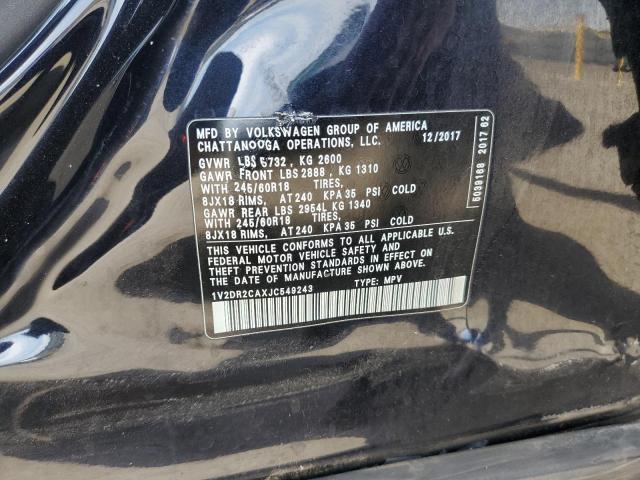 MFD BY VOLKSWAGEN GROUP OF AMERICA
CHATTANOOGA OPERATIONS, LLC. 12/2017
GVWR LBS 5732 , KG 2600
GAWR FRONT LBS 2888 , KG 1310
WITH 245/60R18 TIRES,
8JX18 RIMS, AT 240 KPA 35 PSI COLD
GAWR REAR LBS 2954L KG 1340
WITH 245/60R18 TIRES,
8JX18 RIMS, AT 240 KPA 35 PSI COLD
THIS VEHICLE CONFORMS TO ALL APPLICABLE U.S.
FEDERAL MOTOR VEHICLE SAFETY AND
THEFT PREVENTION STANDARDS IN EFFECT ON
THE DATE OF MANUFACTURE SHOWN ABOVE.
1V2DR2CAXJC549243 TYPE: MPV
5039168 2017 62